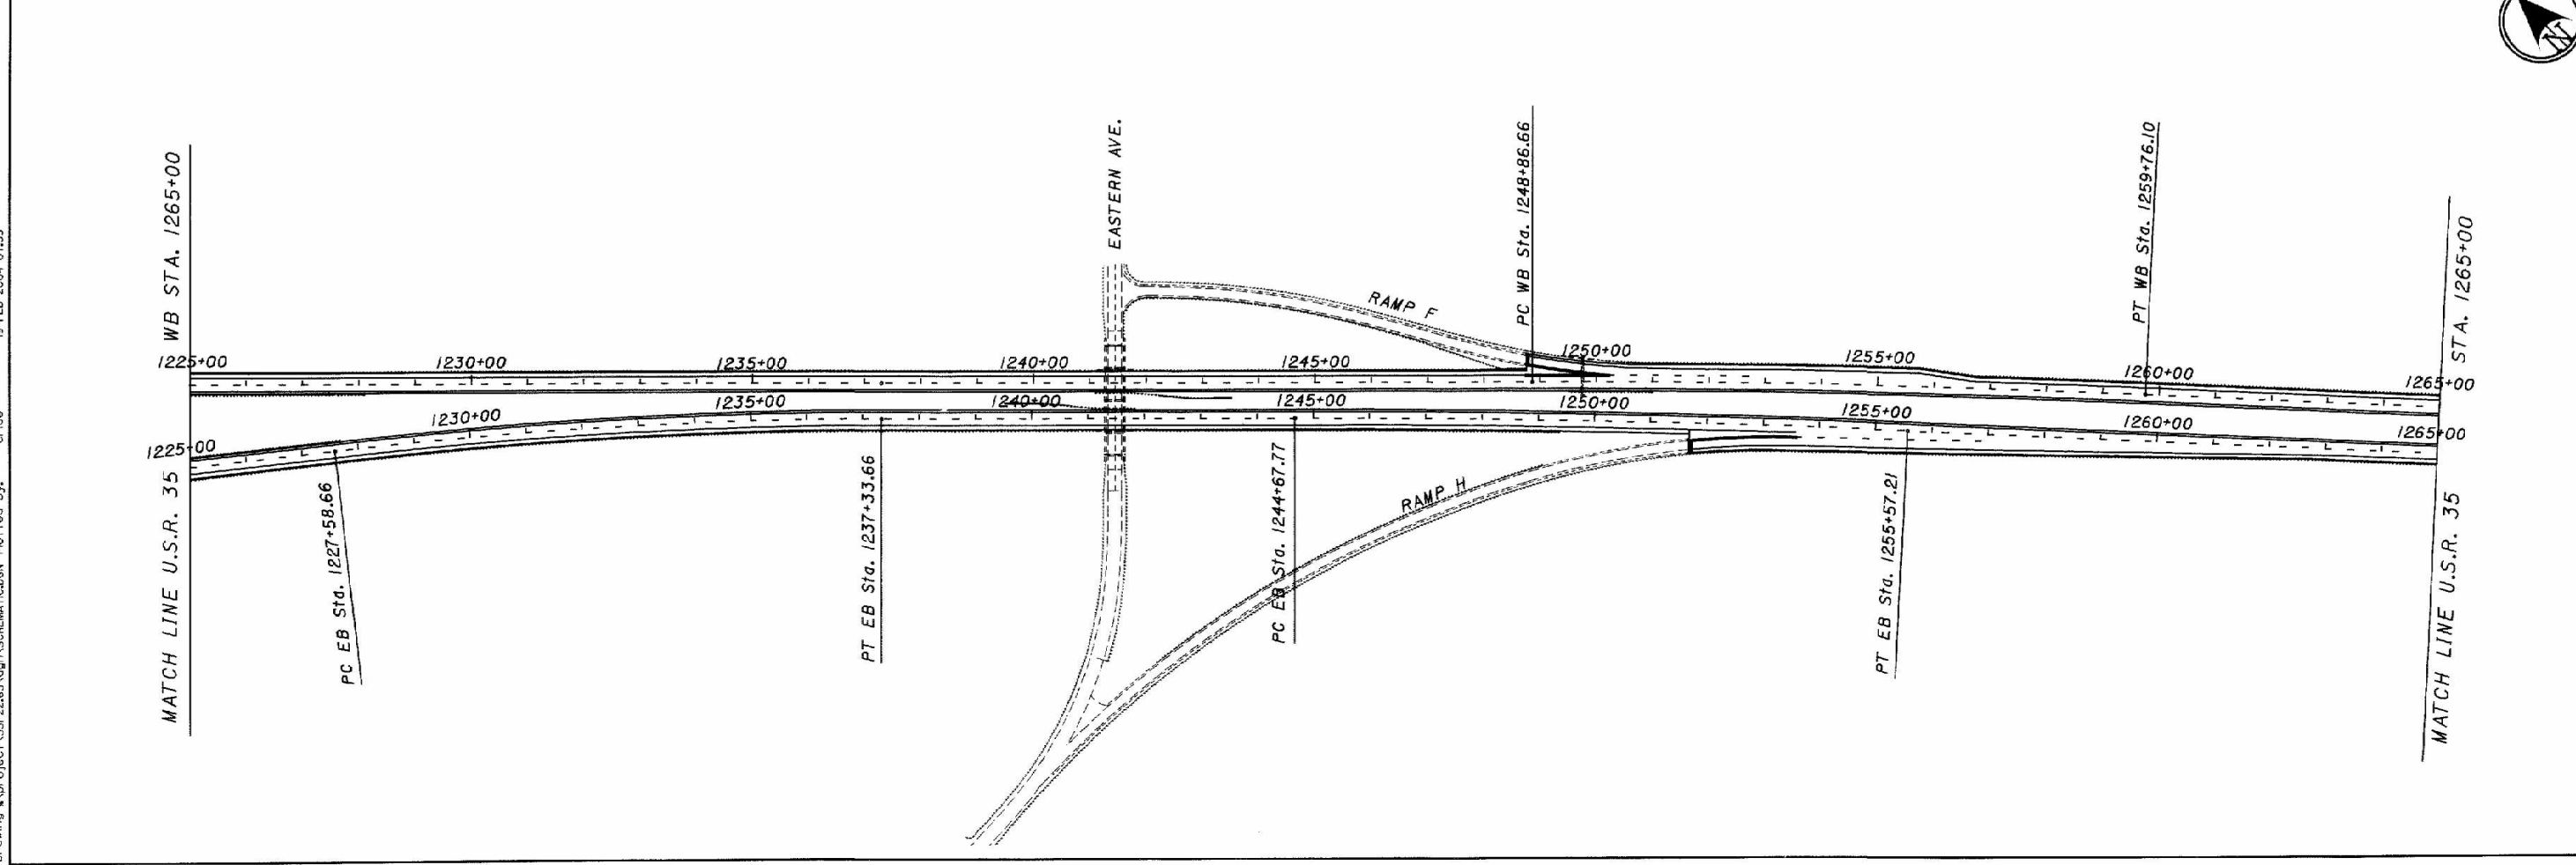 N
EASTERN AVE.
MATCH LINE U.S.R. 35 WB STA. 1265+00
PC WB Sta. 1248+86.66
PT WB Sta. 1259+76.10
MATCH LINE U.S.R. 35 STA. 1265+00
RAMP F
1225+00 1230+00 1235+00 1240+00 1245+00 1250+00 1255+00 1260+00 1265+00
1225+00 1230+00 1235+00 1240+00 1245+00 1250+00 1255+00 1260+00 1265+00
PC EB Sta. 1227+58.66
PT EB Sta. 1237+33.66
PC EB Sta. 1244+67.77
RAMP H
PT EB Sta. 1255+57.21